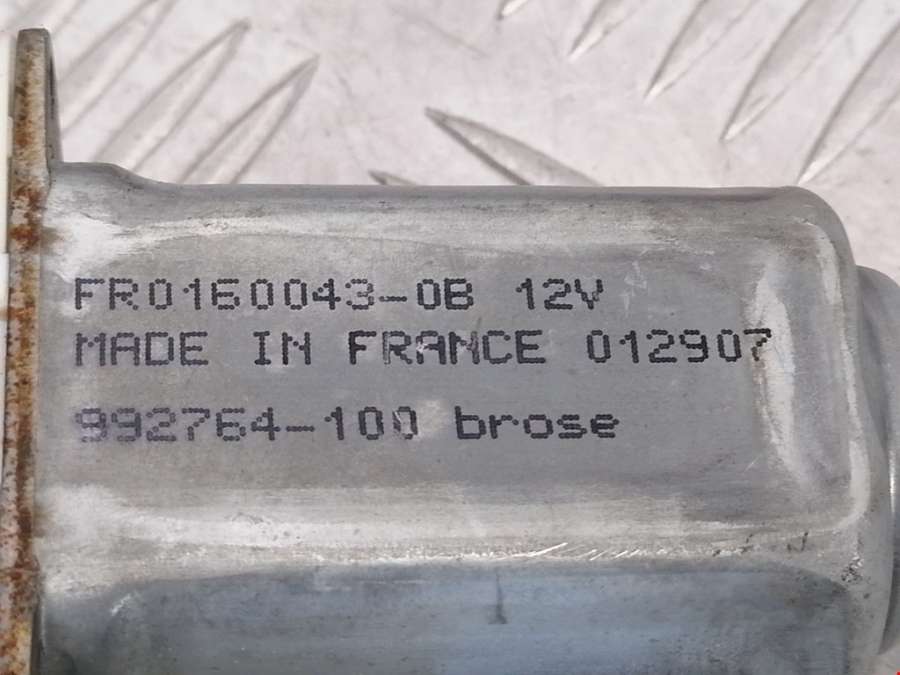 FR0160043-0B 12V
MADE IN FRANCE 012907
992764-100 brose